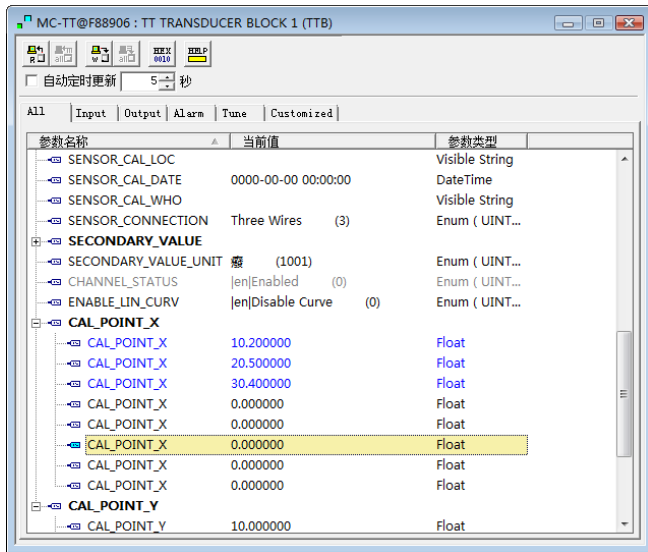 MC-TT@F88906 : TT TRANSDUCER BLOCK 1 (TTB)
R all W all HEX 0010 HELP
自动定时更新 5 秒
All Input Output Alarm Tune Customized
参数名称 当前值 参数类型
SENSOR_CAL_LOC Visible String
SENSOR_CAL_DATE 0000-00-00 00:00:00 DateTime
SENSOR_CAL_WHO Visible String
SENSOR_CONNECTION Three Wires (3) Enum ( UINT...
SECONDARY_VALUE
SECONDARY_VALUE_UNIT (1001) Enum ( UINT...
CHANNEL_STATUS |en|Enabled (0) Enum ( UINT...
ENABLE_LIN_CURV |en|Disable Curve (0) Enum ( UINT...
CAL_POINT_X
CAL_POINT_X 10.200000 Float
CAL_POINT_X 20.500000 Float
CAL_POINT_X 30.400000 Float
CAL_POINT_X 0.000000 Float
CAL_POINT_X 0.000000 Float
CAL_POINT_X 0.000000 Float
CAL_POINT_X 0.000000 Float
CAL_POINT_X 0.000000 Float
CAL_POINT_Y
CAL_POINT_Y 10.000000 Float